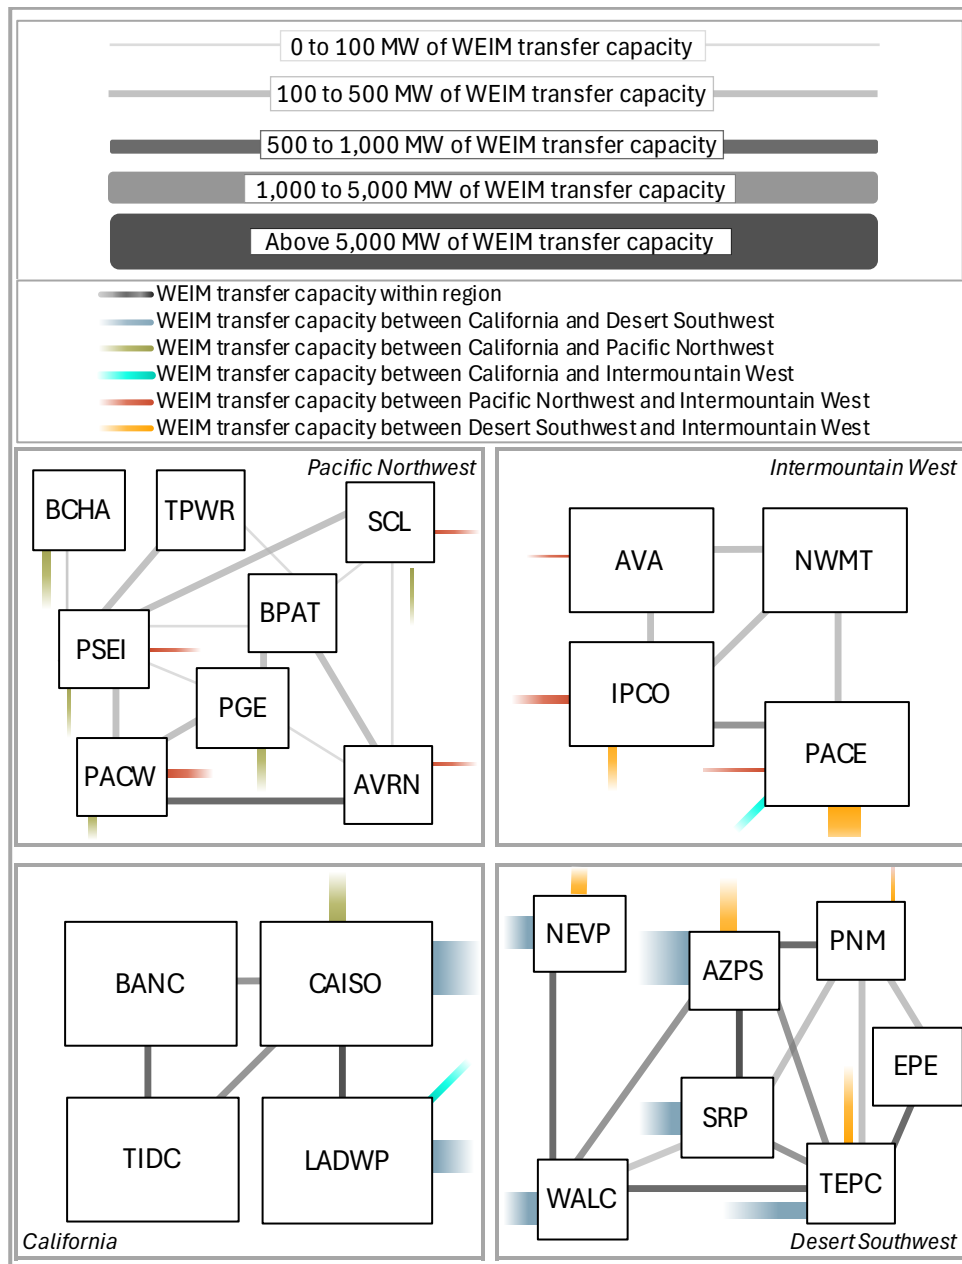 0 to 100 MW of WEIM transfer capacity
100 to 500 MW of WEIM transfer capacity
500 to 1,000 MW of WEIM transfer capacity
1,000 to 5,000 MW of WEIM transfer capacity
Above 5,000 MW of WEIM transfer capacity
WEIM transfer capacity within region
WEIM transfer capacity between California and Desert Southwest
WEIM transfer capacity between California and Pacific Northwest
WEIM transfer capacity between California and Intermountain West
WEIM transfer capacity between Pacific Northwest and Intermountain West
WEIM transfer capacity between Desert Southwest and Intermountain West
Pacific Northwest
BCHA
TPWR
SCL
BPAT
PSEI
PGE
PACW
AVRN
Intermountain West
AVA
NWMT
IPCO
PACE
BANC
CAISO
TIDC
LADWP
California
NEVP
AZPS
PNM
EPE
SRP
WALC
TEPC
Desert Southwest